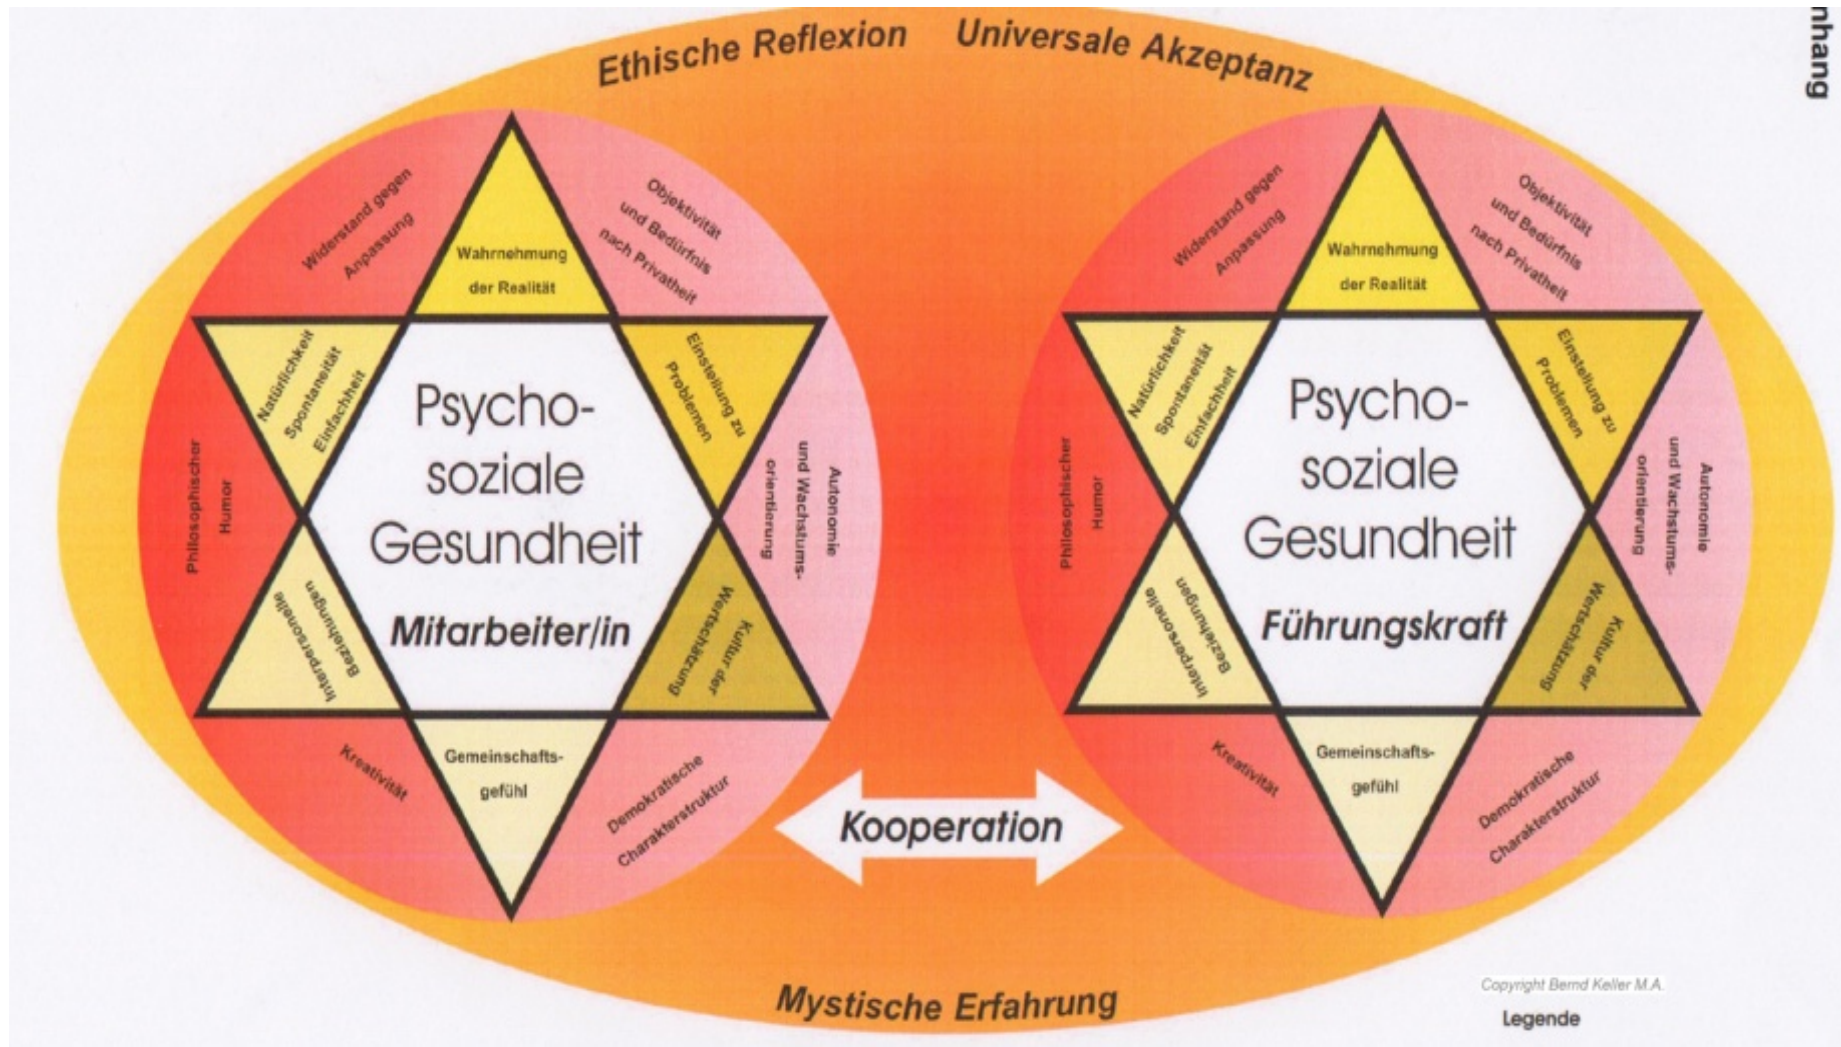 Ethische Reflexion
Universale Akzeptanz
nhang
Widerstand gegen
Anpassung
Wahrnehmung
der Realität
Objektivität
und Bedürfnis
nach Privatheit
Natürlichkeit
Spontaneität
Einfachheit
Einstellung zu
Problemen
Philosophischer
Humor
Psycho-
soziale
Gesundheit
Mitarbeiter/in
Autonomie
und Wachstums-
orientierung
Interpersonelle
Beziehungen
Kultur der
Wertschätzung
Kreativität
Gemeinschafts-
gefühl
Demokratische
Charakterstruktur
Kooperation
Widerstand gegen
Anpassung
Wahrnehmung
der Realität
Objektivität
und Bedürfnis
nach Privatheit
Natürlichkeit
Spontaneität
Einfachheit
Einstellung zu
Problemen
Philosophischer
Humor
Psycho-
soziale
Gesundheit
Führungskraft
Autonomie
und Wachstums-
orientierung
Interpersonelle
Beziehungen
Kultur der
Wertschätzung
Kreativität
Gemeinschafts-
gefühl
Demokratische
Charakterstruktur
Mystische Erfahrung
Copyright Bernd Keller M.A.
Legende